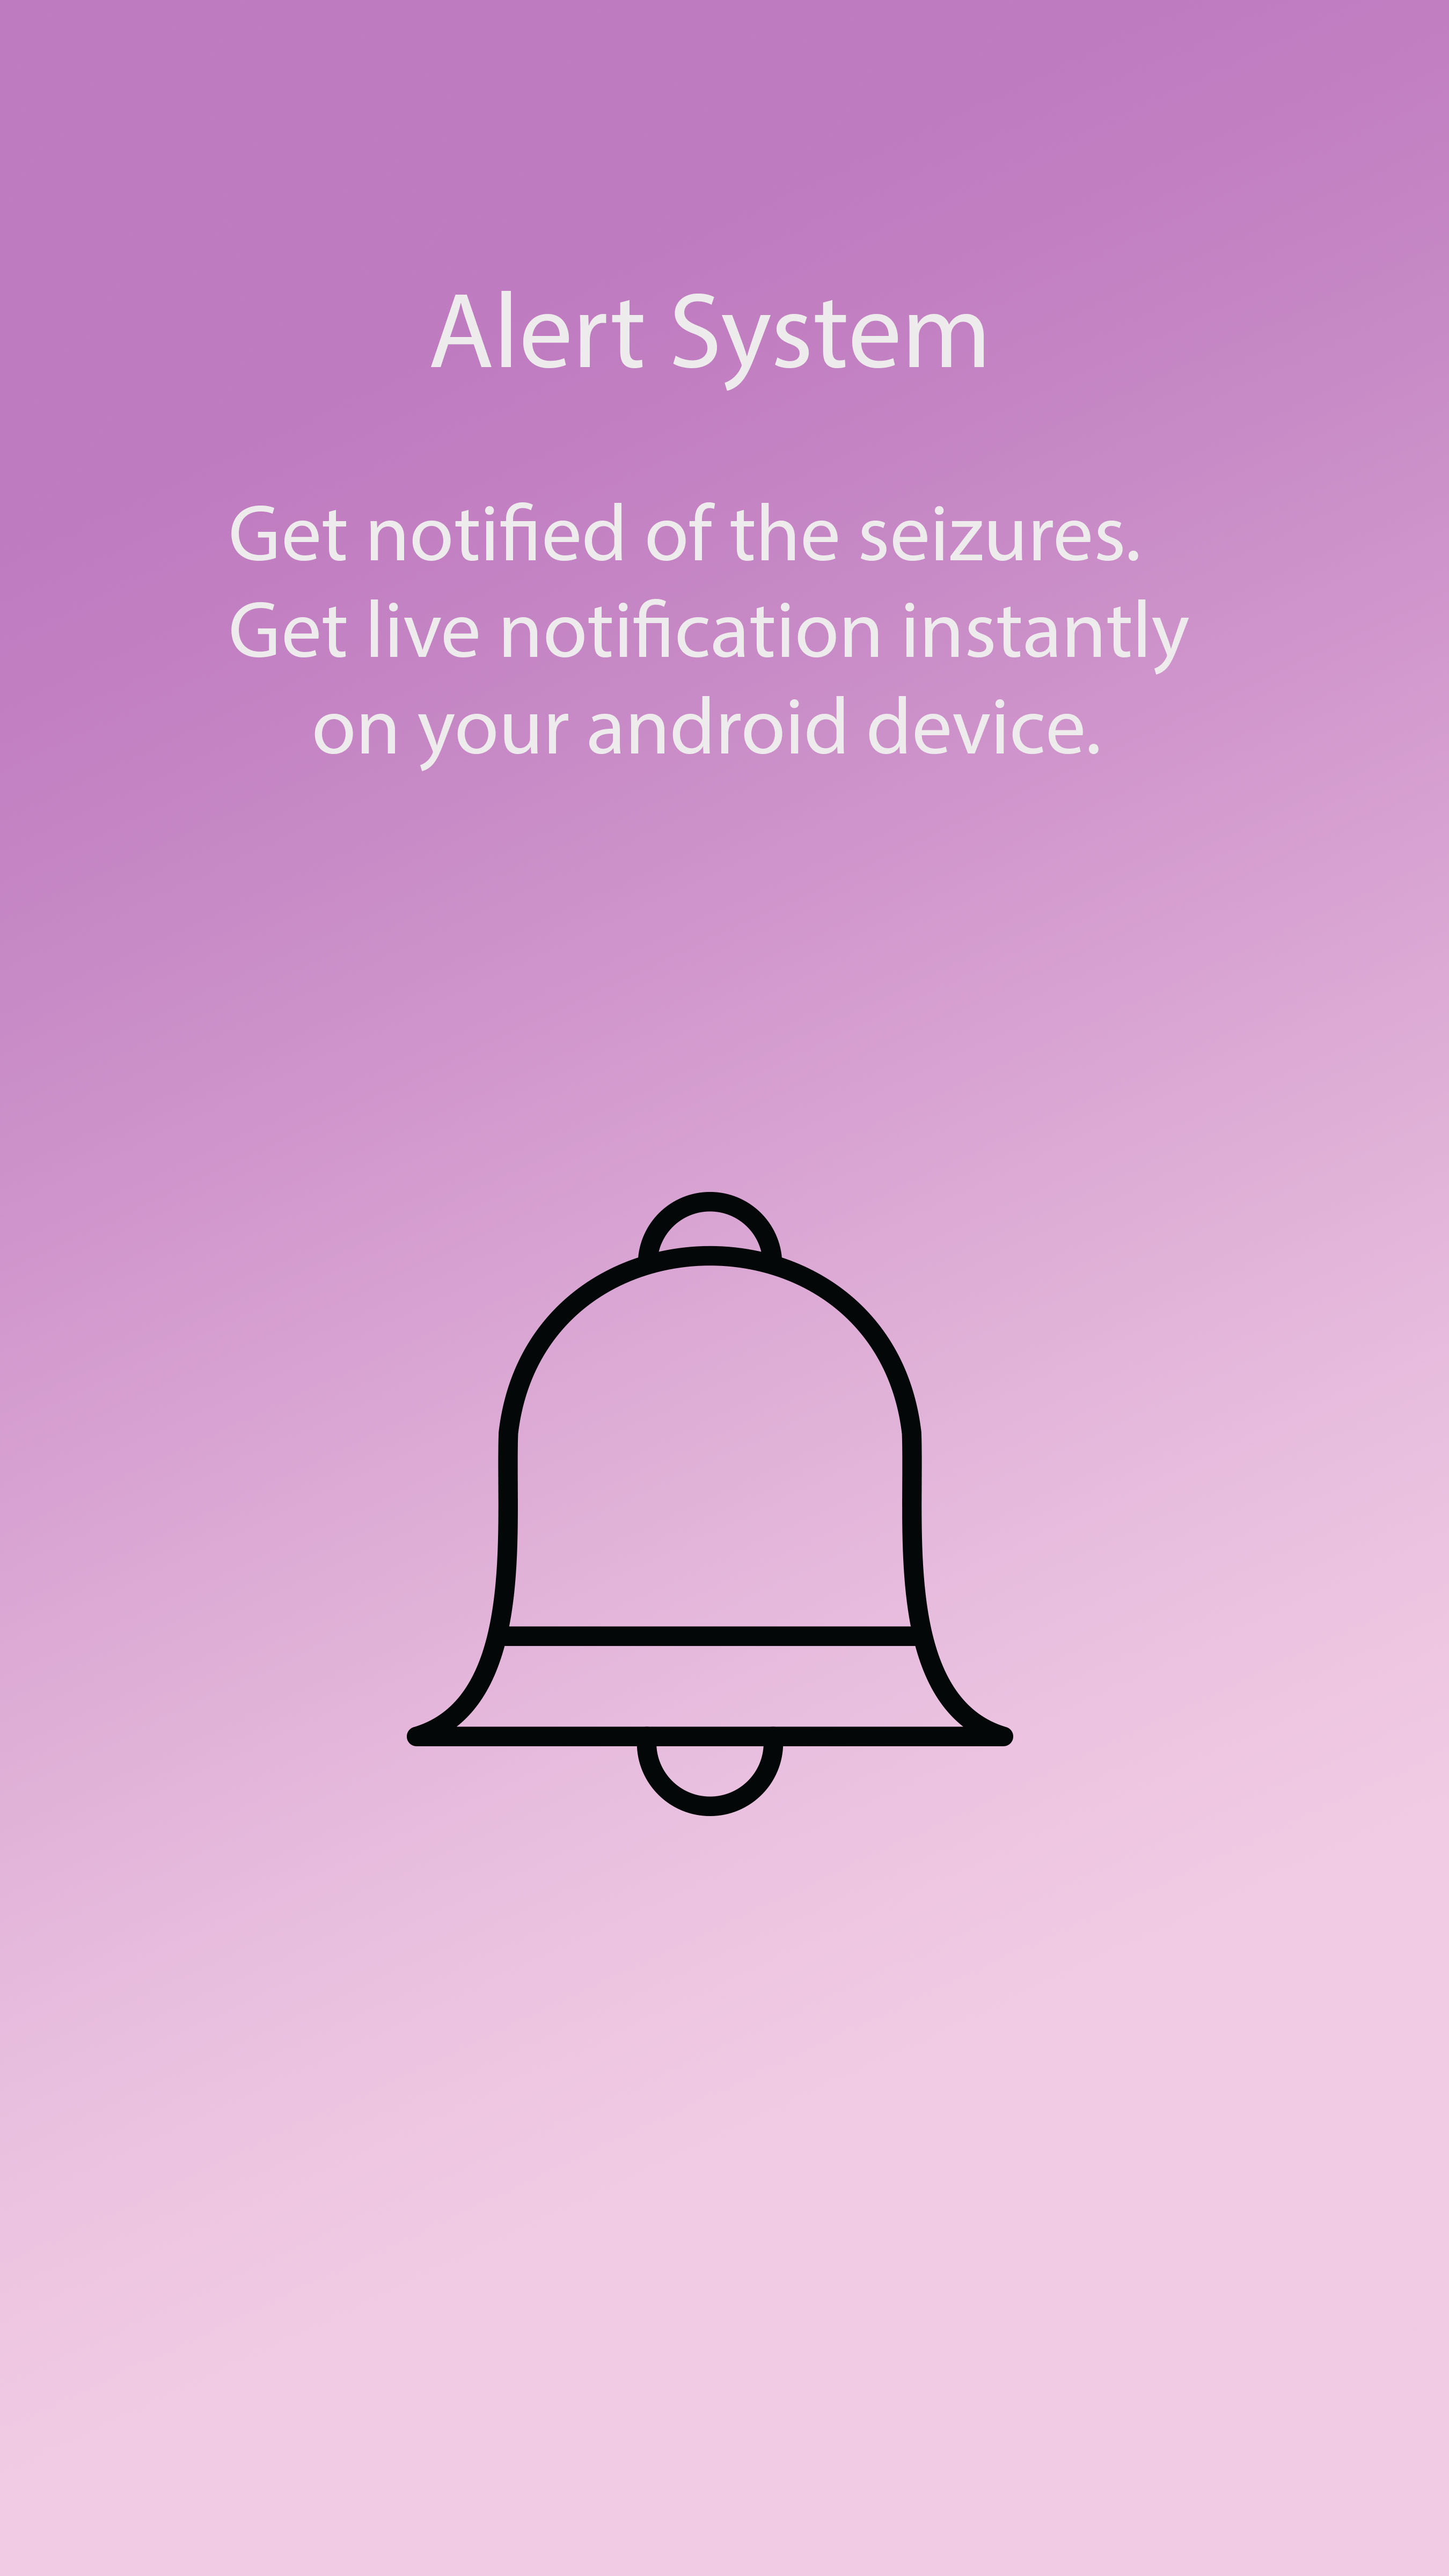 Alert System
Get notified of the seizures.
Get live notification instantly
on your android device.